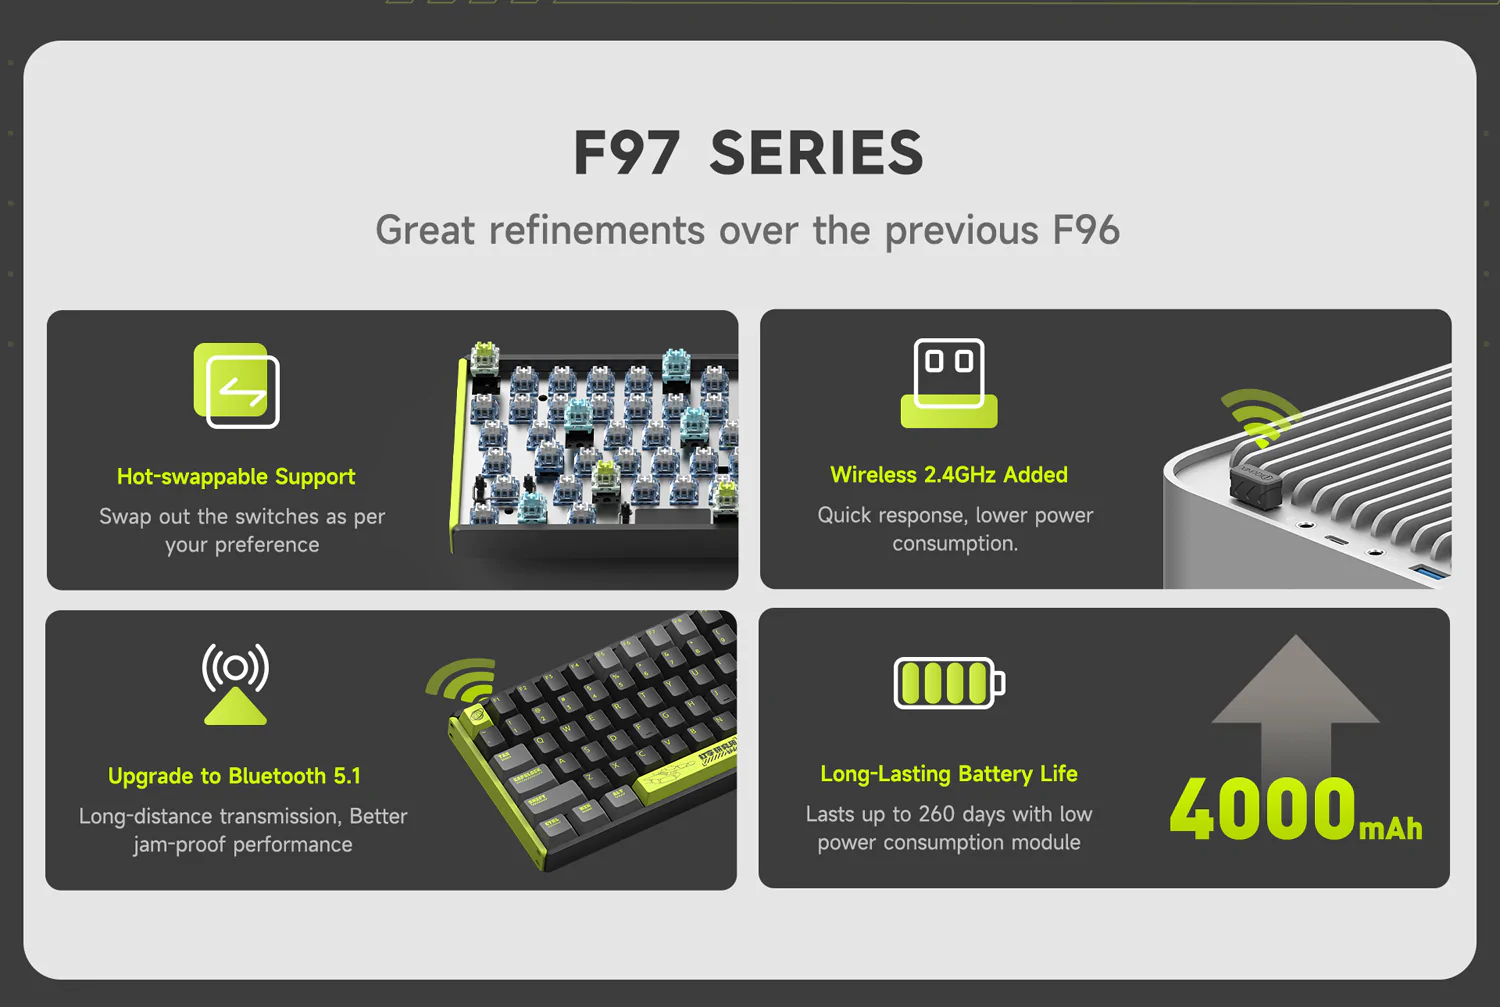 F97 SERIES
Great refinements over the previous F96
Hot-swappable Support
Swap out the switches as per
your preference
Wireless 2.4GHz Added
Quick response, lower power
consumption.
Upgrade to Bluetooth 5.1
Long-distance transmission, Better
jam-proof performance
Long-Lasting Battery Life
Lasts up to 260 days with low
power consumption module
4000mAh